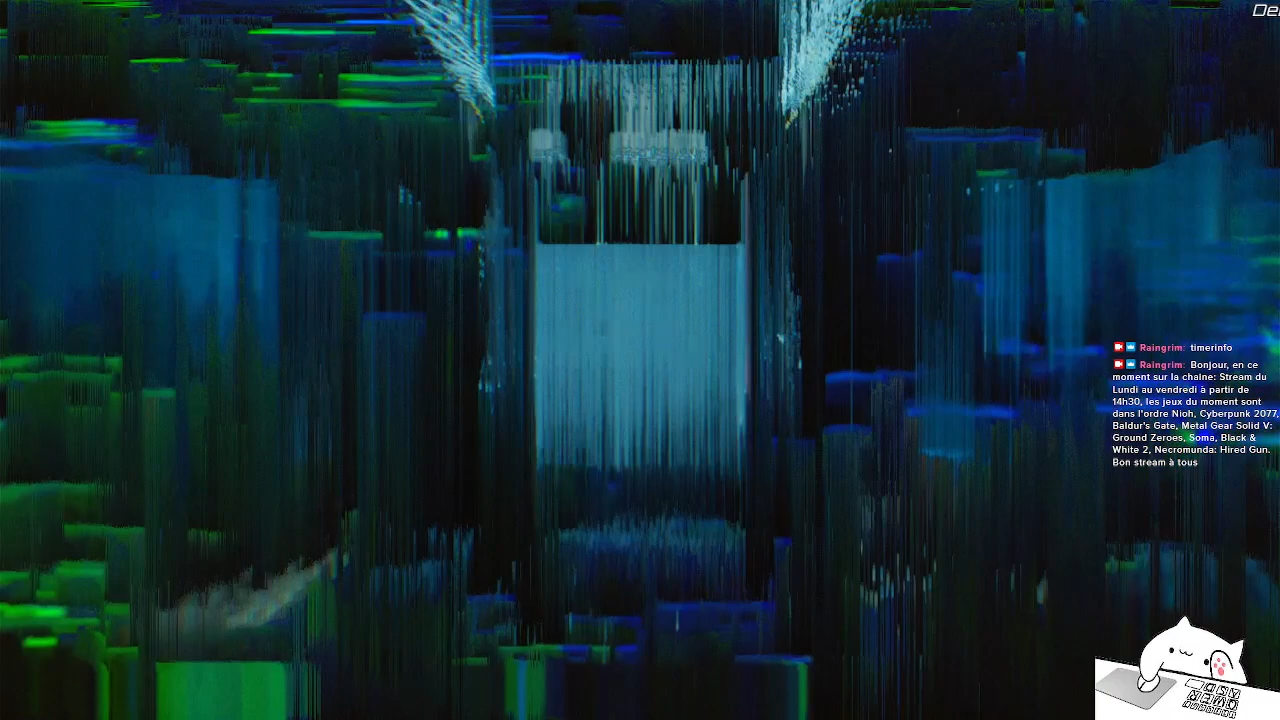 De
Raingrim: timerinfo
Raingrim: Bonjour, en ce
moment sur la chaine: Stream du
Lundi au vendredi à partir de
14h30, les jeux du moment sont
dans l'ordre Nioh, Cyberpunk 2077,
Baldur's Gate, Metal Gear Solid V:
Ground Zeroes, Soma, Black &
White 2, Necromunda: Hired Gun.
Bon stream à tous